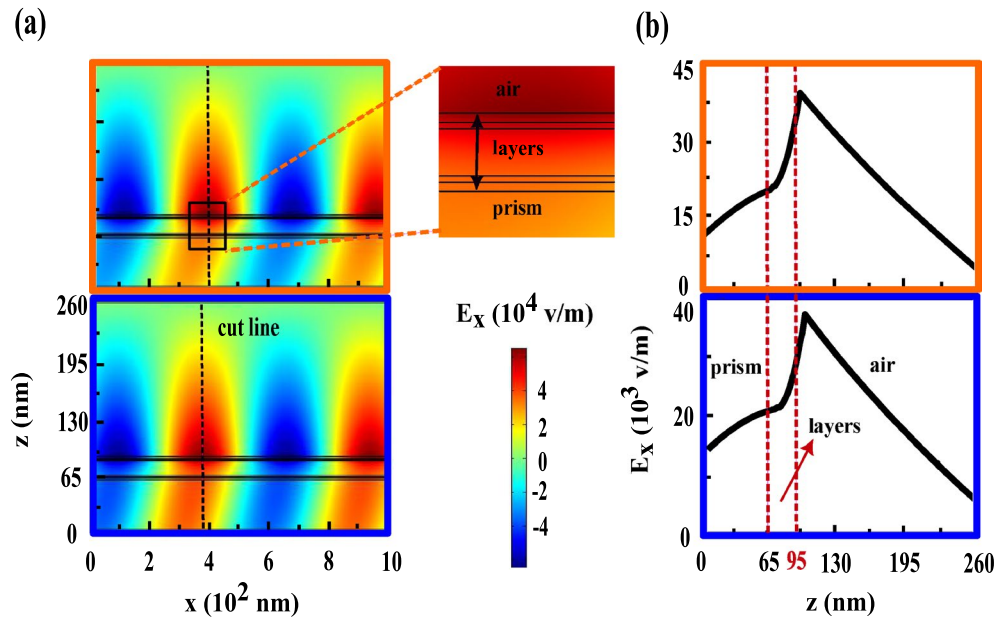 (a)
(b)
air
layers
prism
E_x (10^4 v/m)
4
2
0
-2
-4
cut line
260
195
130
65
0
z (nm)
0 2 4 6 8 10
x (10^2 nm)
45
30
15
0
40
20
0
E_x (10^3 v/m)
prism
air
layers
0 65 95 130 195 260
z (nm)